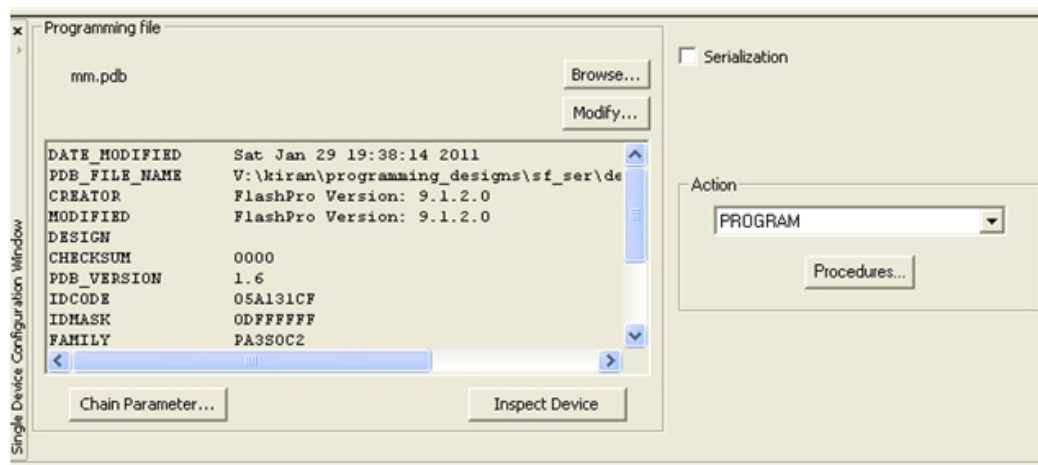 Single Device Configuration Window
Programming file
mm.pdb
Browse...
Modify...
DATE_MODIFIED Sat Jan 29 19:38:14 2011
PDB_FILE_NAME V:\kiran\programming_designs\sf_ser\de
CREATOR FlashPro Version: 9.1.2.0
MODIFIED FlashPro Version: 9.1.2.0
DESIGN
CHECKSUM 0000
PDB_VERSION 1.6
IDCODE 05A131CF
IDMASK 0DFFFFFF
FAMILY PA3SOC2
Chain Parameter...
Inspect Device
Serialization
Action
PROGRAM
Procedures...